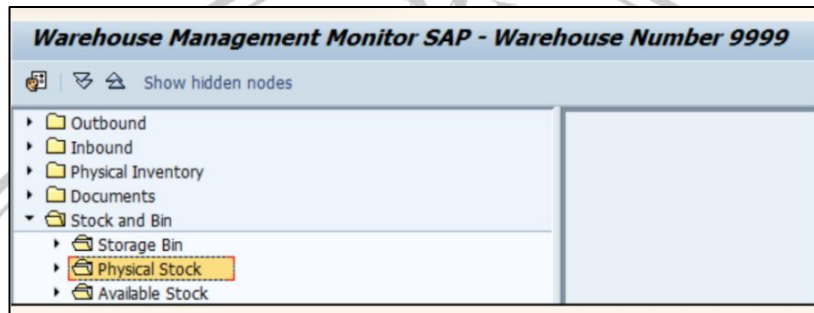 Warehouse Management Monitor SAP - Warehouse Number 9999
Show hidden nodes
Outbound
Inbound
Physical Inventory
Documents
Stock and Bin
Storage Bin
Physical Stock
Available Stock